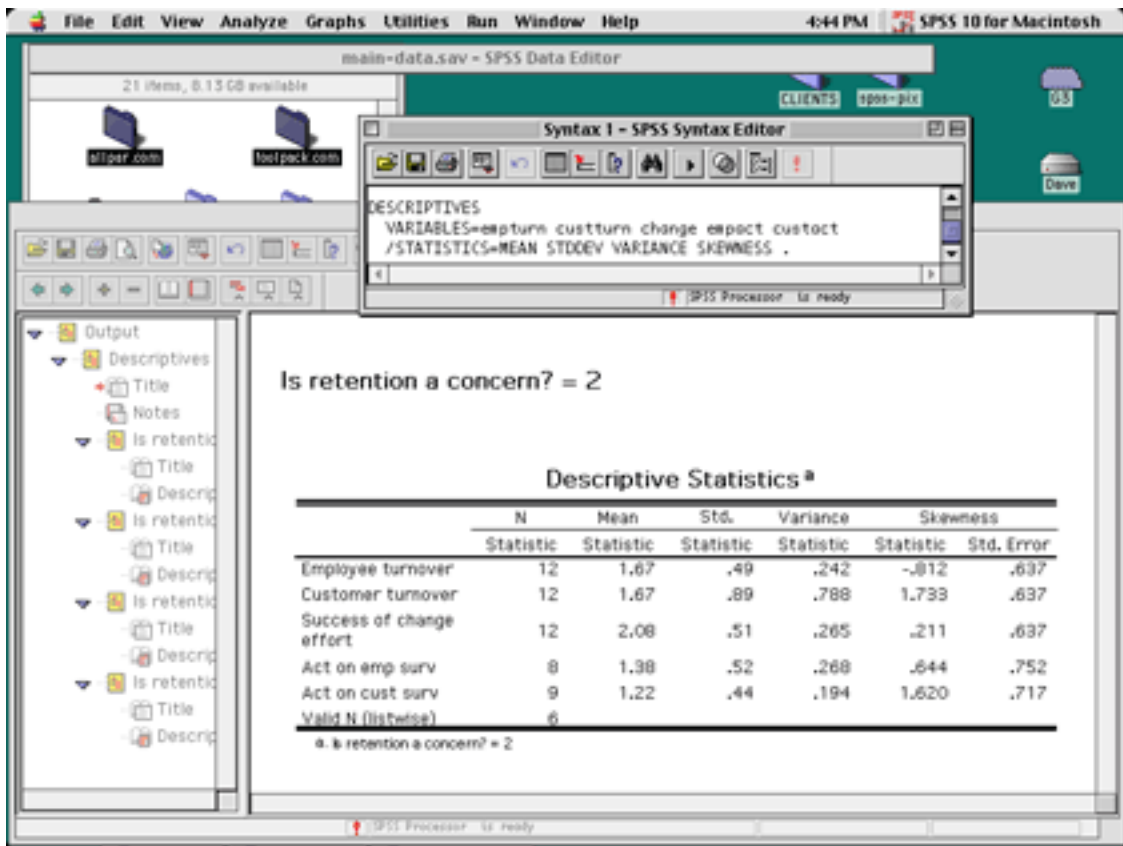 File Edit View Analyze Graphs Utilities Run Window Help 4:44 PM SPSS 10 for Macintosh
main-data.sav - SPSS Data Editor
21 items, 8.13 GB available
CLIENTS spss-pix G3
allpar.com toolpack.com
Syntax 1 - SPSS Syntax Editor
Dave
DESCRIPTIVES
VARIABLES=empturn custturn change empact custact
/STATISTICS=MEAN STDDEV VARIANCE SKEWNESS .
SPSS Processor is ready
Output
Descriptives
Title
Notes
Is retentio
Title
Descrip
Is retentio
Title
Descrip
Is retentio
Title
Descrip
Is retentio
Title
Descrip
Is retention a concern? = 2
Descriptive Statistics a
N Mean Std. Variance Skewness
Statistic Statistic Statistic Statistic Statistic Std. Error
Employee turnover 12 1.67 .49 .242 -.812 .637
Customer turnover 12 1.67 .89 .788 1.733 .637
Success of change
effort 12 2.08 .51 .265 .211 .637
Act on emp surv 8 1.38 .52 .268 .644 .752
Act on cust surv 9 1.22 .44 .194 1.620 .717
Valid N (listwise) 6
a. Is retention a concern? = 2
SPSS Processor is ready